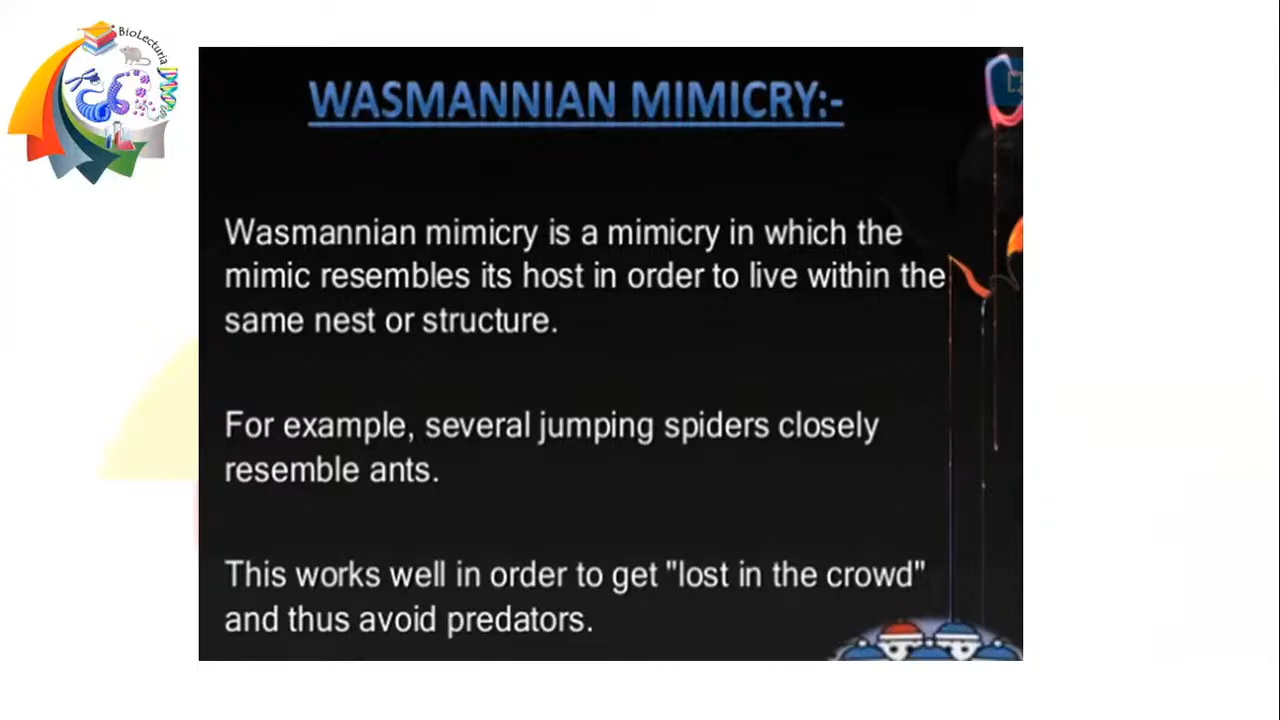 BioLecturia
WASMANNIAN MIMICRY:-
Wasmannian mimicry is a mimicry in which the
mimic resembles its host in order to live within the
same nest or structure.
For example, several jumping spiders closely
resemble ants.
This works well in order to get "lost in the crowd"
and thus avoid predators.